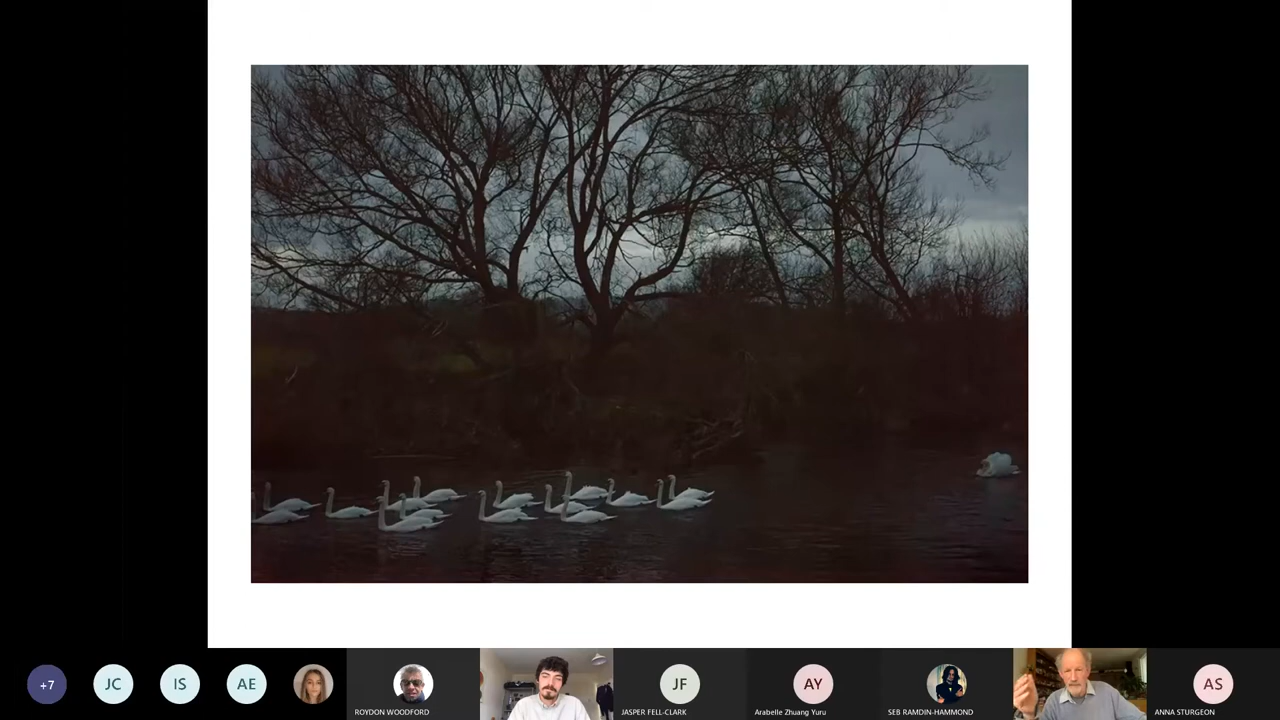 +7
JC
IS
AE
ROYDON WOODFORD
JF
JASPER FELL-CLARK
AY
Arabelle Zhuang Yuru
SEB RAMDIN-HAMMOND
AS
ANNA STURGEON